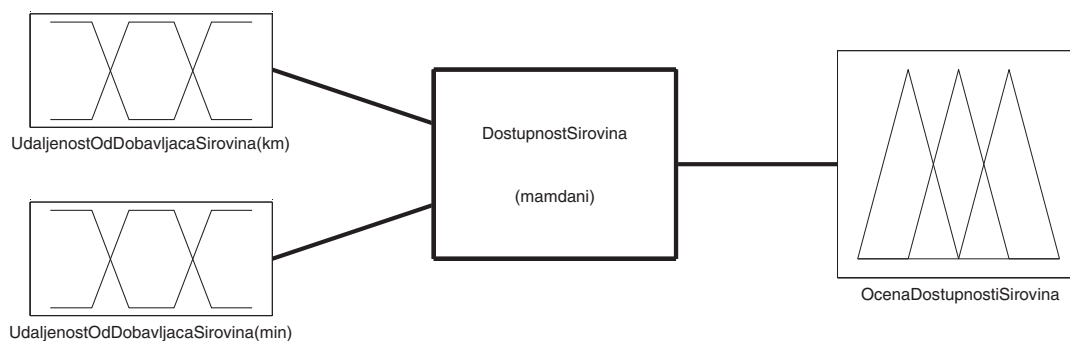 UdaljenostOdDobavljacaSirovina(km)
DostupnostSirovina
(mamdani)
OcenaDostupnostiSirovina
UdaljenostOdDobavljacaSirovina(min)